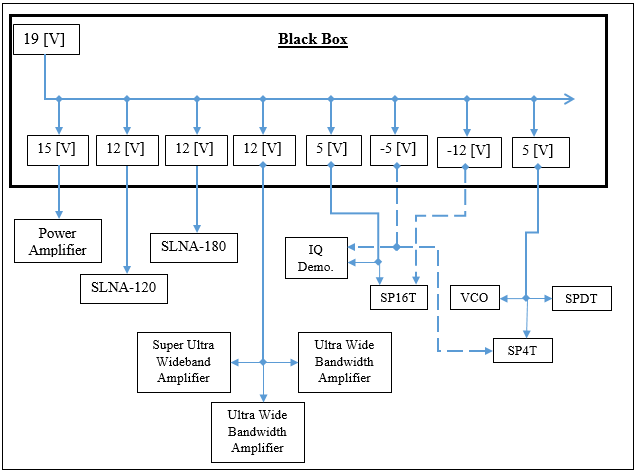 19 [V]
Black Box
15 [V]
12 [V]
12 [V]
12 [V]
5 [V]
-5 [V]
-12 [V]
5 [V]
Power
Amplifier
SLNA-180
SLNA-120
IQ
Demo.
SP16T
VCO
SPDT
SP4T
Super Ultra
Wideband
Amplifier
Ultra Wide
Bandwidth
Amplifier
Ultra Wide
Bandwidth
Amplifier